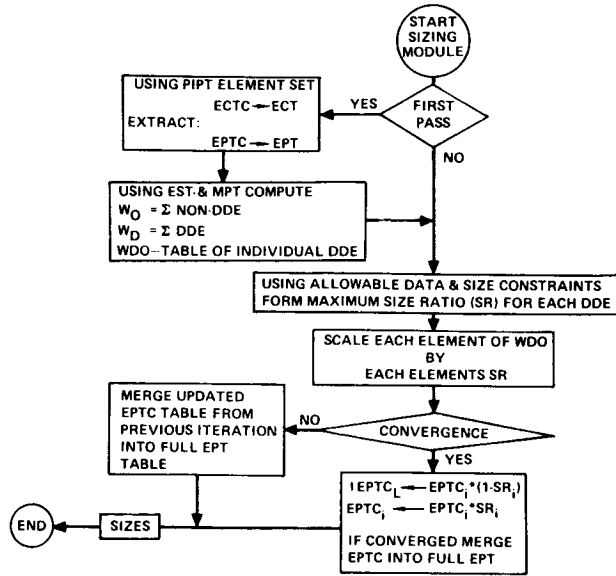 START
SIZING
MODULE
FIRST
PASS
YES
NO
USING PIPT ELEMENT SET
ECTC ← ECT
EXTRACT:
EPTC ← EPT
USING EST & MPT COMPUTE
W_O = Σ NON-DDE
W_D = Σ DDE
WDO–TABLE OF INDIVIDUAL DDE
USING ALLOWABLE DATA & SIZE CONSTRAINTS
FORM MAXIMUM SIZE RATIO (SR) FOR EACH DDE
SCALE EACH ELEMENT OF WDO
BY
EACH ELEMENTS SR
CONVERGENCE
NO
YES
MERGE UPDATED
EPTC TABLE FROM
PREVIOUS ITERATION
INTO FULL EPT
TABLE
1 EPTC_L ← EPTC_i*(1-SR_i)
EPTC_i ← EPTC_i*SR_i
IF CONVERGED MERGE
EPTC INTO FULL EPT
SIZES
END